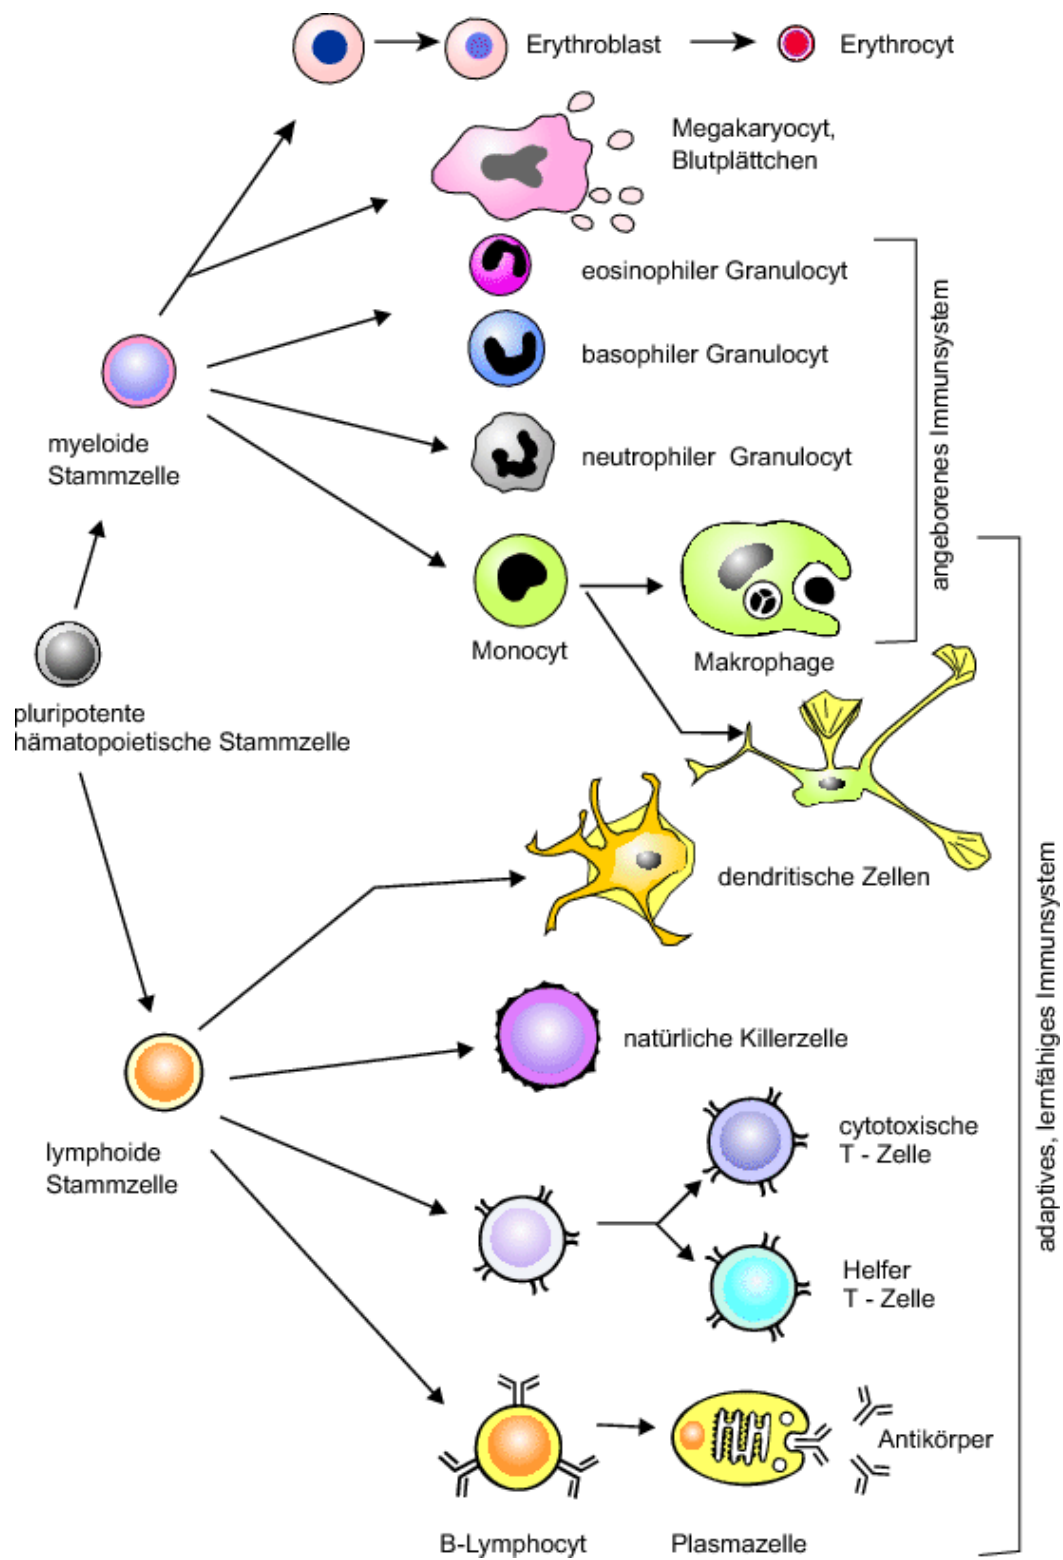 Erythroblast
Erythrocyt
Megakaryocyt,
Blutplättchen
eosinophiler Granulocyt
basophiler Granulocyt
neutrophiler Granulocyt
angeborenes Immunsystem
myeloide
Stammzelle
Monocyt
Makrophage
pluripotente
hämatopoietische Stammzelle
dendritische Zellen
natürliche Killerzelle
adaptives, lernfähiges Immunsystem
lymphoide
Stammzelle
cytotoxische
T - Zelle
Helfer
T - Zelle
Antikörper
B-Lymphocyt
Plasmazelle